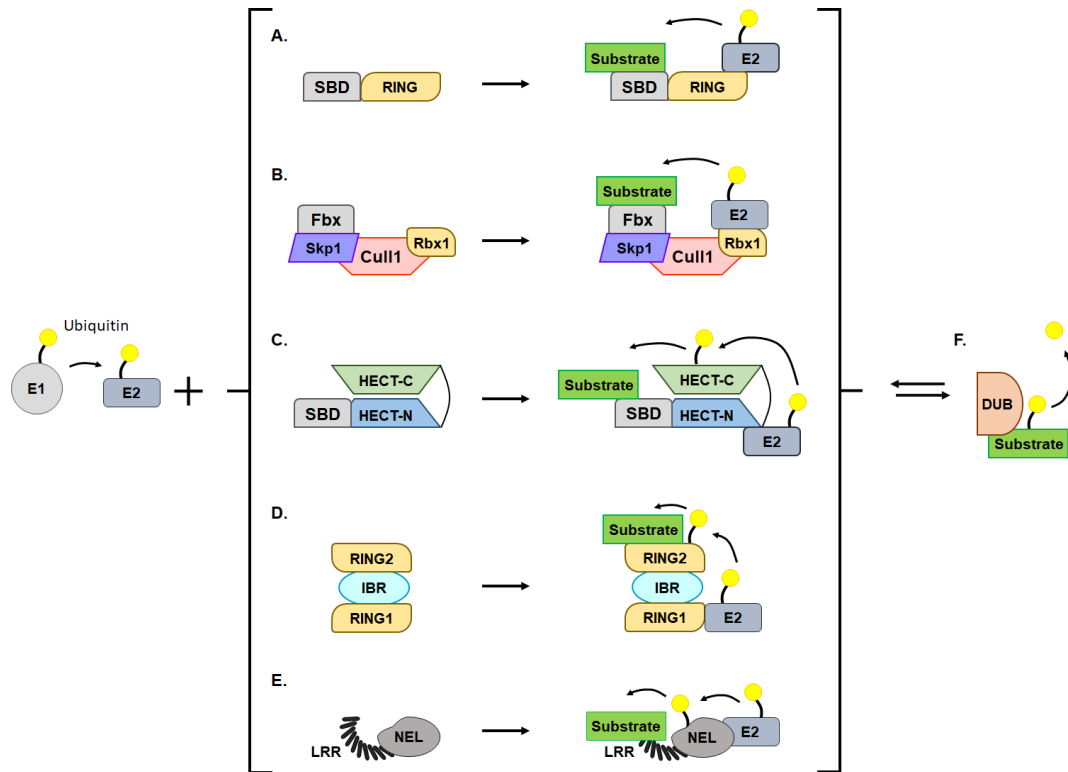 A.
SBD RING
Substrate
E2
SBD RING
B.
Fbx
Skp1
Cull1
Rbx1
Substrate
Fbx
E2
Skp1
Cull1
Rbx1
Ubiquitin
E1
E2
C.
HECT-C
SBD HECT-N
Substrate
HECT-C
SBD HECT-N
E2
F.
DUB
Substrate
D.
RING2
IBR
RING1
Substrate
RING2
IBR
RING1 E2
E.
LRR
NEL
Substrate
NEL
E2
LRR